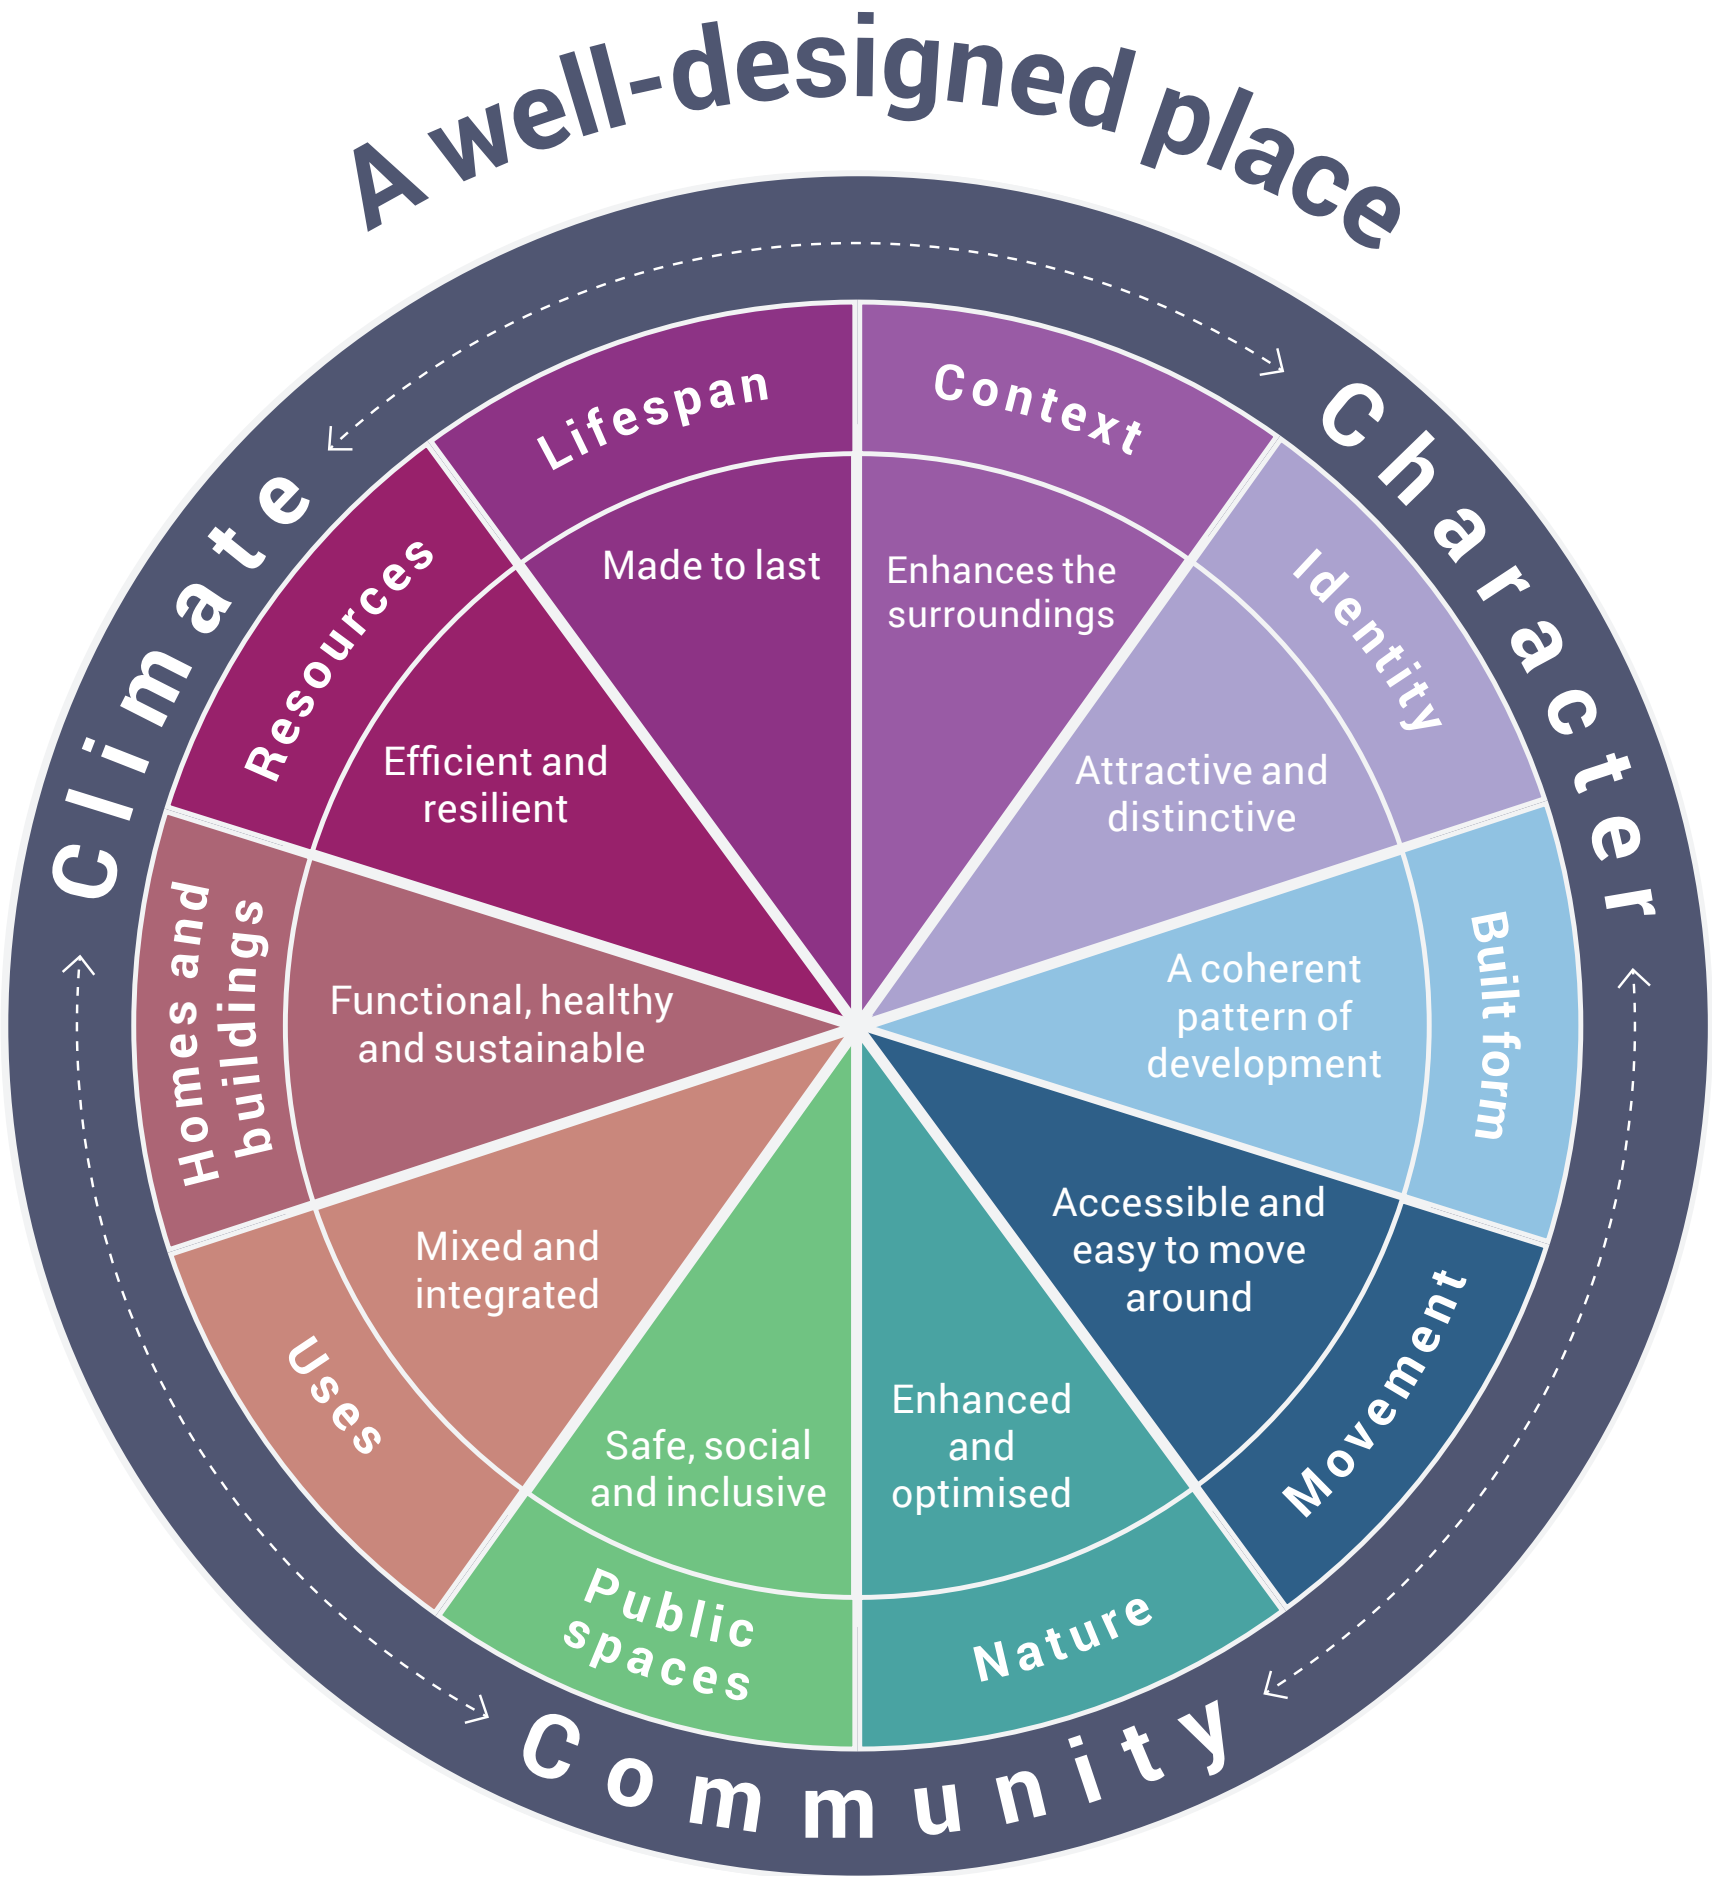 A well-designed place
Climate
Character
Community
Context
Enhances the
surroundings
Identity
Attractive and
distinctive
Built form
A coherent
pattern of
development
Movement
Accessible and
easy to move
around
Nature
Enhanced
and
optimised
Public
spaces
Safe, social
and inclusive
Uses
Mixed and
integrated
Homes and
buildings
Functional, healthy
and sustainable
Resources
Efficient and
resilient
Lifespan
Made to last